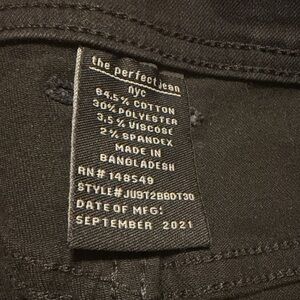 the perfect jean
nyc
64.5% COTTON
30% POLYESTER
3.5% VISCOSE
2% SPANDEX
MADE IN
BANGLADESH
RN# 148549
STYLE#JU9T2BBDT30
DATE OF MFG:
SEPTEMBER 2021